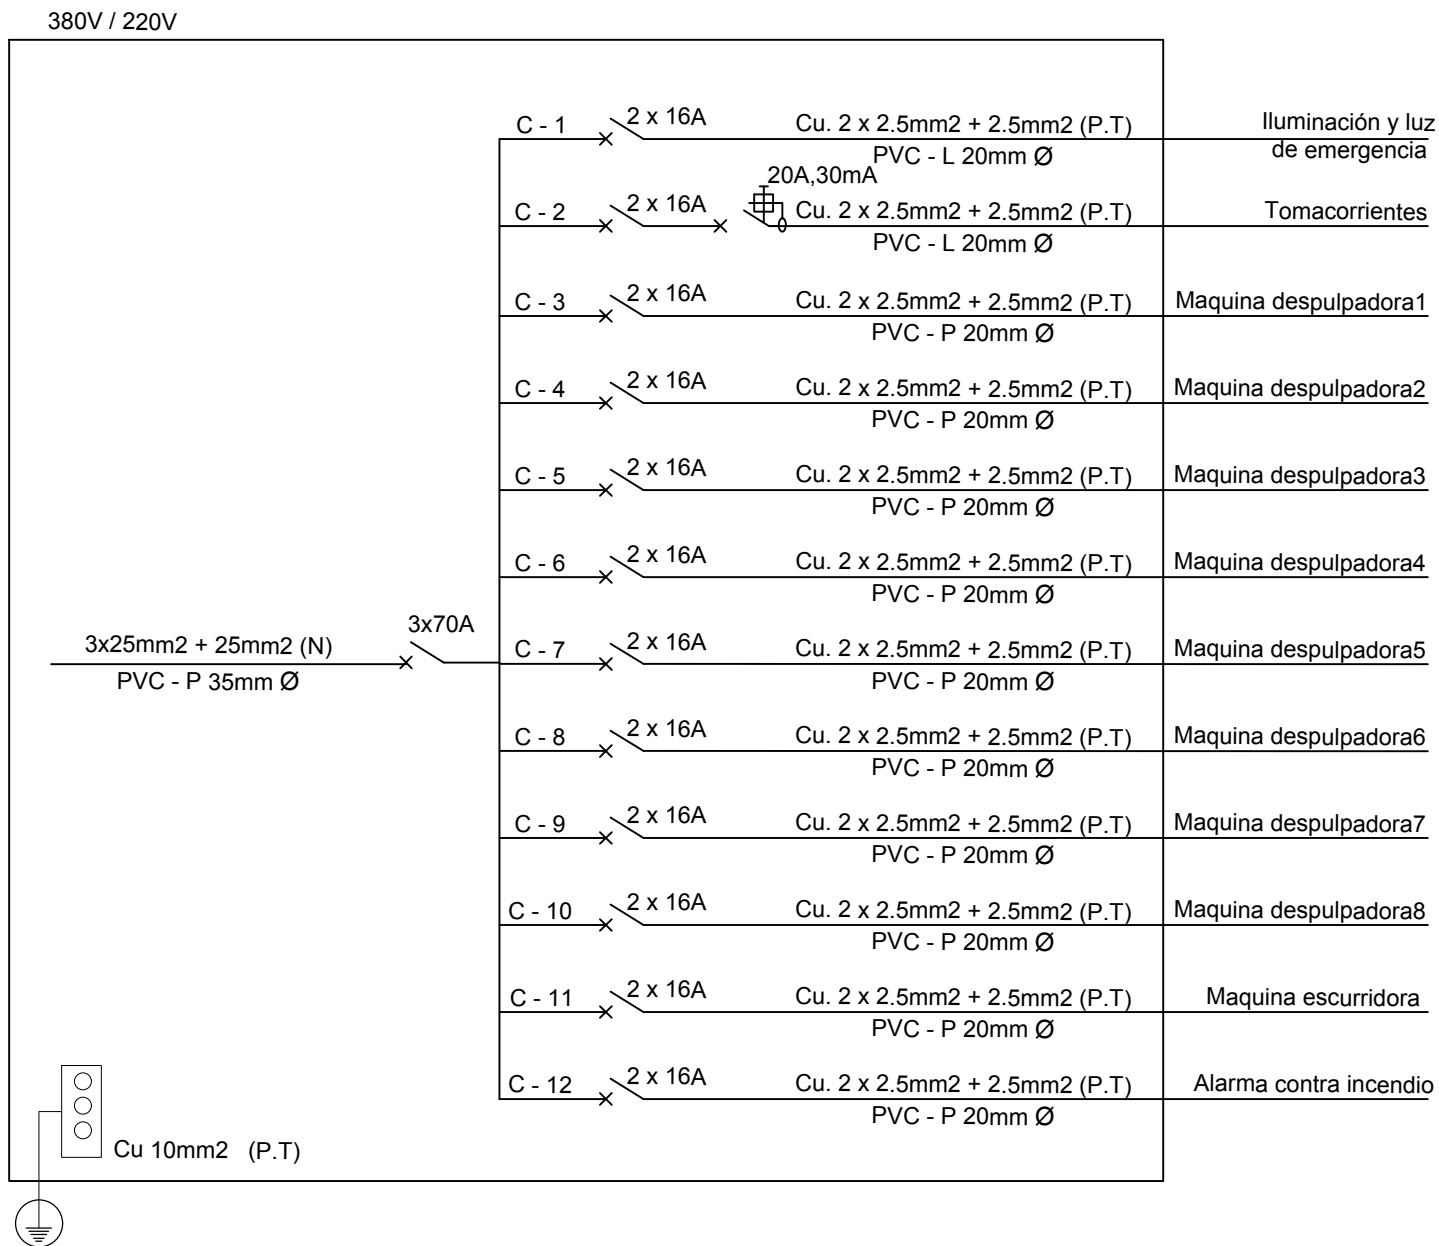 380V / 220V
C - 1
2 x 16A
Cu. 2 x 2.5mm2 + 2.5mm2 (P.T)
PVC - L 20mm Ø
Iluminación y luz
de emergencia
C - 2
2 x 16A
20A,30mA
Cu. 2 x 2.5mm2 + 2.5mm2 (P.T)
PVC - L 20mm Ø
Tomacorrientes
C - 3
2 x 16A
Cu. 2 x 2.5mm2 + 2.5mm2 (P.T)
PVC - P 20mm Ø
Maquina despulpadora1
C - 4
2 x 16A
Cu. 2 x 2.5mm2 + 2.5mm2 (P.T)
PVC - P 20mm Ø
Maquina despulpadora2
C - 5
2 x 16A
Cu. 2 x 2.5mm2 + 2.5mm2 (P.T)
PVC - P 20mm Ø
Maquina despulpadora3
C - 6
2 x 16A
Cu. 2 x 2.5mm2 + 2.5mm2 (P.T)
PVC - P 20mm Ø
Maquina despulpadora4
3x25mm2 + 25mm2 (N)
PVC - P 35mm Ø
3x70A
C - 7
2 x 16A
Cu. 2 x 2.5mm2 + 2.5mm2 (P.T)
PVC - P 20mm Ø
Maquina despulpadora5
C - 8
2 x 16A
Cu. 2 x 2.5mm2 + 2.5mm2 (P.T)
PVC - P 20mm Ø
Maquina despulpadora6
C - 9
2 x 16A
Cu. 2 x 2.5mm2 + 2.5mm2 (P.T)
PVC - P 20mm Ø
Maquina despulpadora7
C - 10
2 x 16A
Cu. 2 x 2.5mm2 + 2.5mm2 (P.T)
PVC - P 20mm Ø
Maquina despulpadora8
C - 11
2 x 16A
Cu. 2 x 2.5mm2 + 2.5mm2 (P.T)
PVC - P 20mm Ø
Maquina escurridora
C - 12
2 x 16A
Cu. 2 x 2.5mm2 + 2.5mm2 (P.T)
PVC - P 20mm Ø
Alarma contra incendio
Cu 10mm2 (P.T)